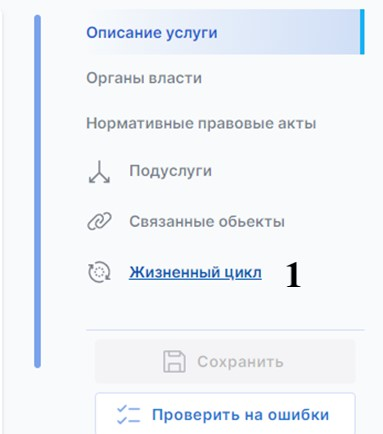 Описание услуги
Органы власти
Нормативные правовые акты
Подуслуги
Связанные обьекты
Жизненный цикл 1
Сохранить
Проверить на ошибки